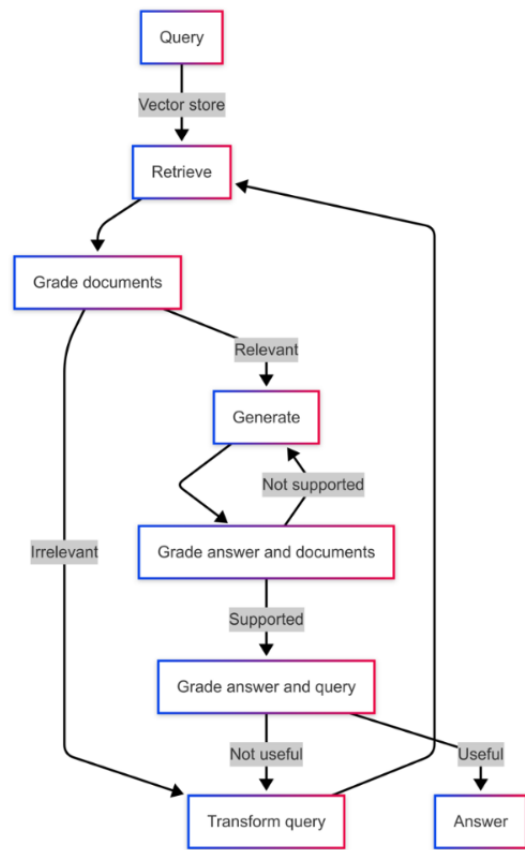 Query
Vector store
Retrieve
Grade documents
Relevant
Generate
Not supported
Irrelevant
Grade answer and documents
Supported
Grade answer and query
Not useful
Useful
Transform query
Answer